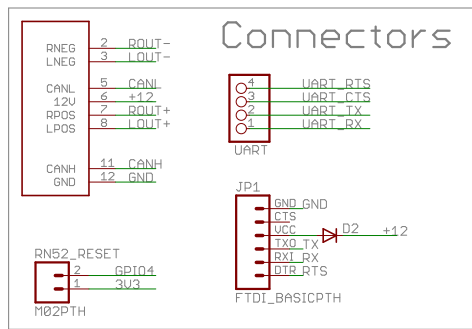 Connectors
RNEG 2 ROUT-
LNEG 3 LOUT-
CANL 5 CANL
12V 6 +12
RPOS 7 ROUT+
LPOS 8 LOUT+
CANH 11 CANH
GND 12 GND
4 UART_RTS
3 UART_CTS
2 UART_TX
1 UART_RX
UART
JP1
GND GND
CTS
VCC D2 +12
TXO TX
RXI RX
DTR RTS
FTDI_BASICPTH
RN52_RESET
2 GPIO4
1 3V3
M02PTH